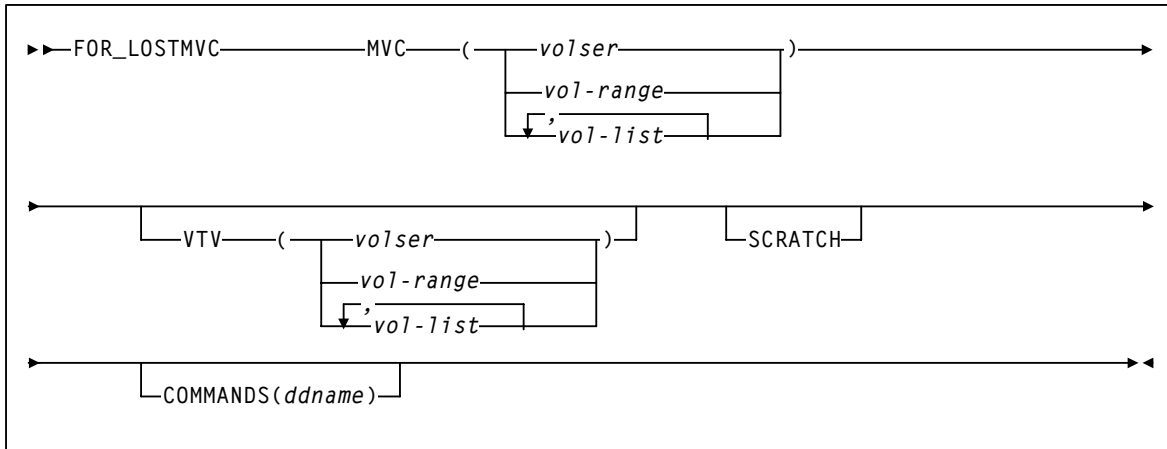 FOR_LOSTMVC MVC ( volser )
vol-range
,
vol-list
VTV ( volser ) SCRATCH
vol-range
,
vol-list
COMMANDS(ddname)